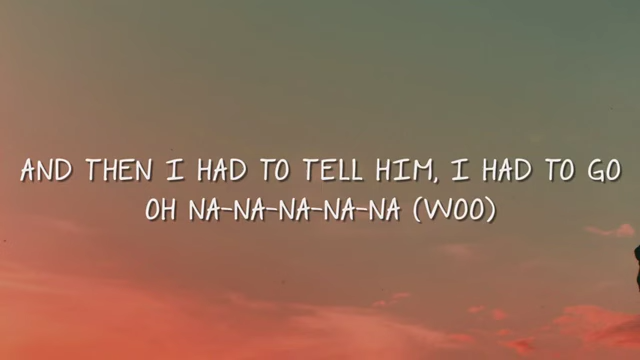 AND THEN I HAD TO TELL HIM, I HAD TO GO
OH NA-NA-NA-NA-NA (WOO)